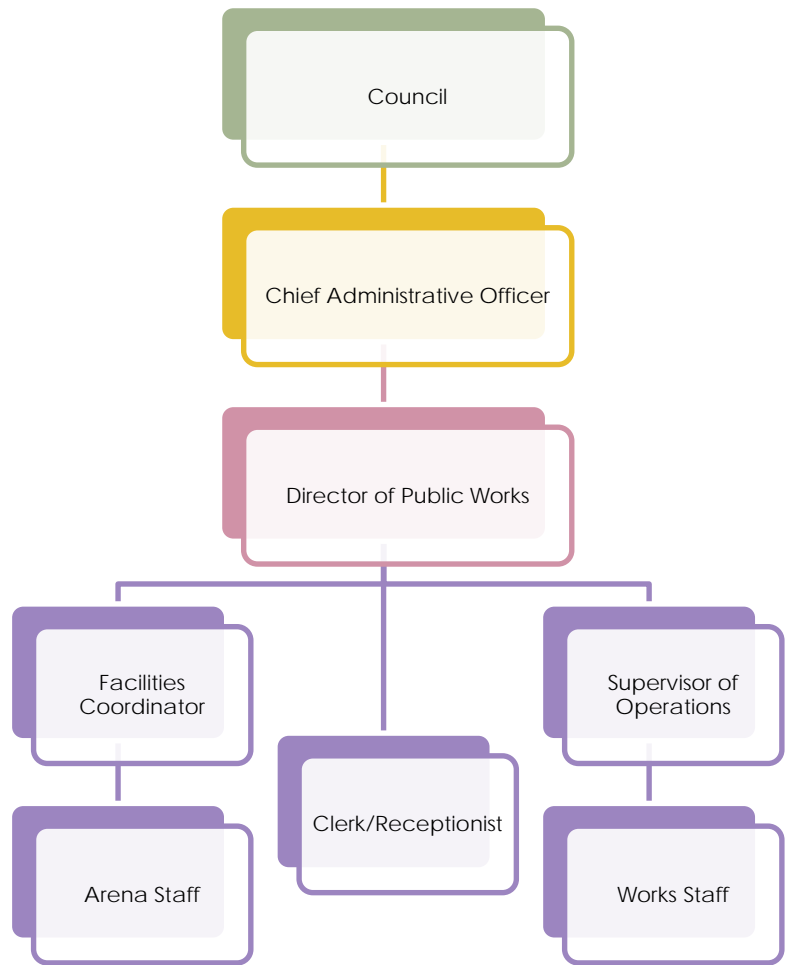 Council
Chief Administrative Officer
Director of Public Works
Facilities
Coordinator
Supervisor of
Operations
Clerk/Receptionist
Arena Staff
Works Staff